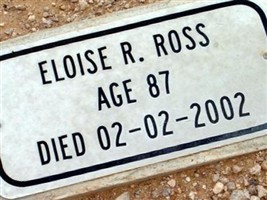 ELOISE R. ROSS
AGE 87
DIED 02-02-2002